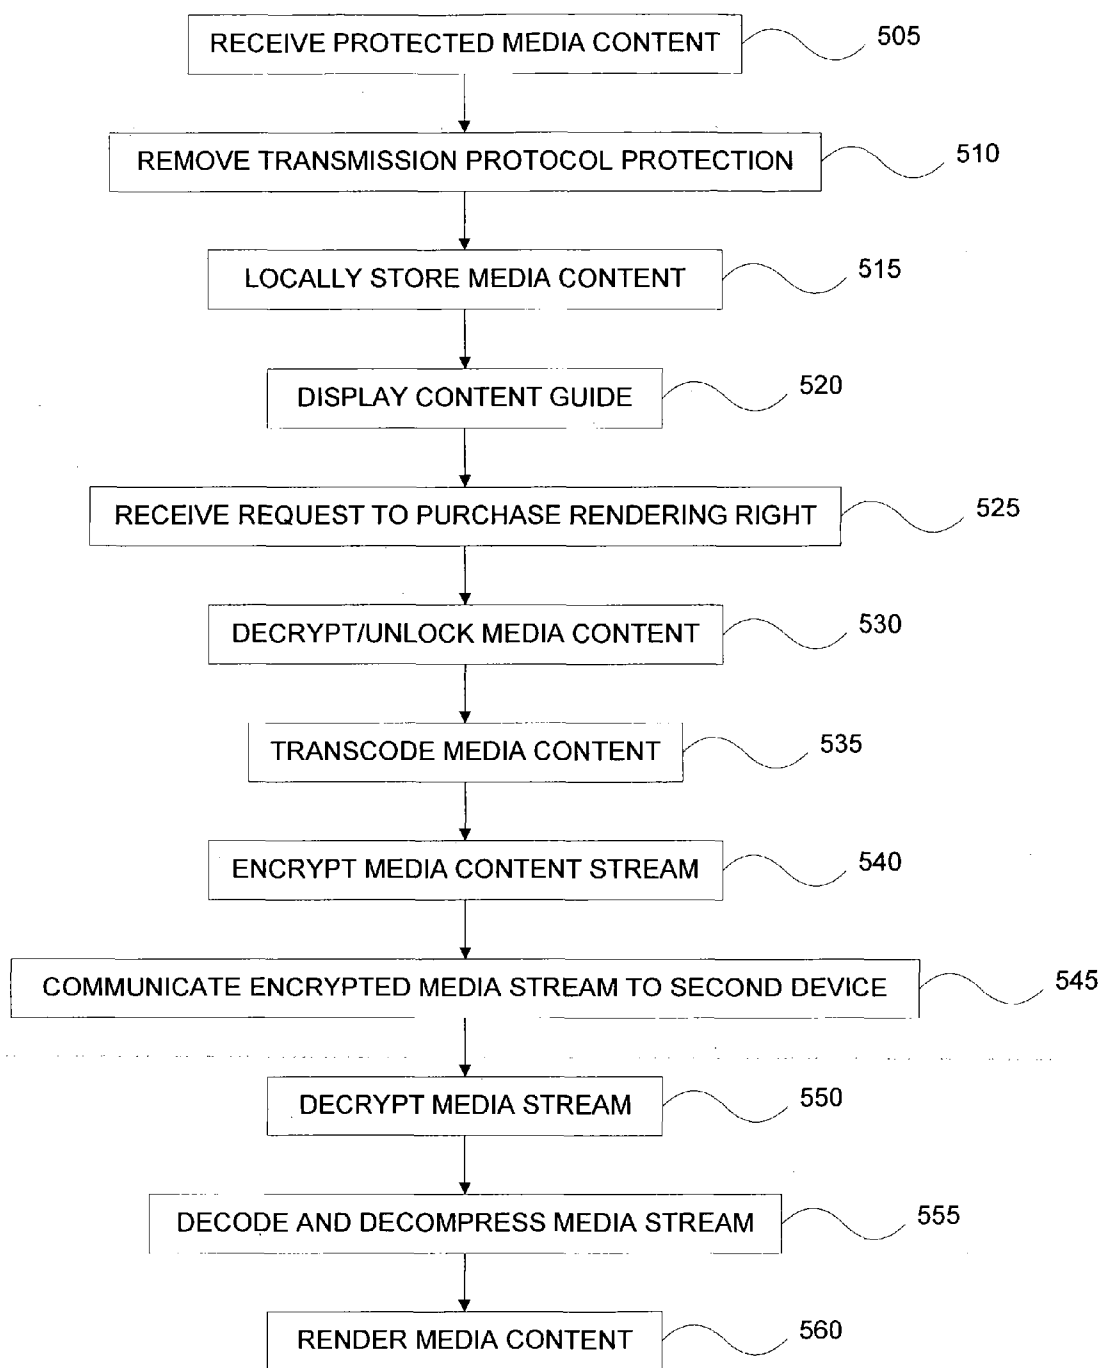 RECEIVE PROTECTED MEDIA CONTENT 505
REMOVE TRANSMISSION PROTOCOL PROTECTION 510
LOCALLY STORE MEDIA CONTENT 515
DISPLAY CONTENT GUIDE 520
RECEIVE REQUEST TO PURCHASE RENDERING RIGHT 525
DECRYPT/UNLOCK MEDIA CONTENT 530
TRANSCODE MEDIA CONTENT 535
ENCRYPT MEDIA CONTENT STREAM 540
COMMUNICATE ENCRYPTED MEDIA STREAM TO SECOND DEVICE 545
DECRYPT MEDIA STREAM 550
DECODE AND DECOMPRESS MEDIA STREAM 555
RENDER MEDIA CONTENT 560